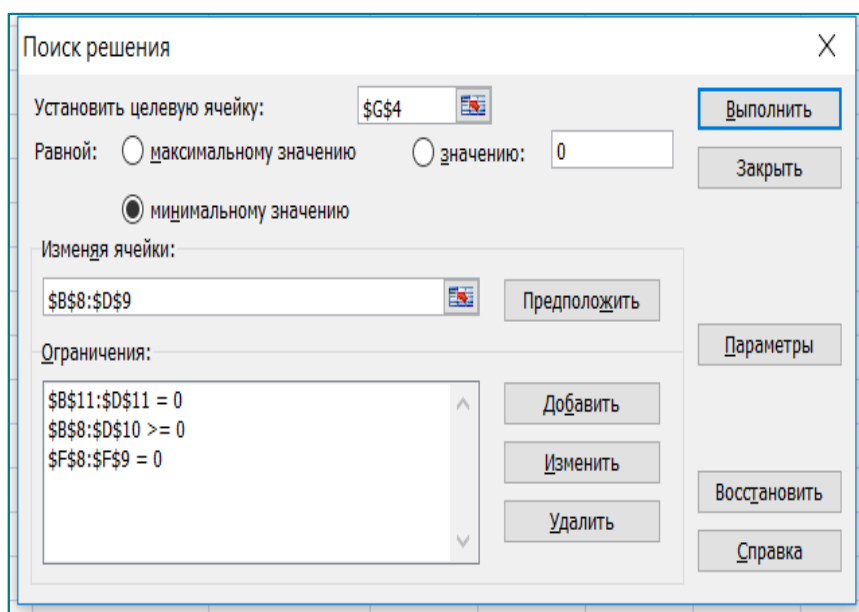 Поиск решения
Установить целевую ячейку: $G$4
Выполнить
Равной: максимальному значению значению: 0
Закрыть
минимальному значению
Изменяя ячейки:
$B$8:$D$9
Предположить
Ограничения:
Параметры
$B$11:$D$11 = 0
$B$8:$D$10 >= 0
$F$8:$F$9 = 0
Добавить
Изменить
Удалить
Восстановить
Справка